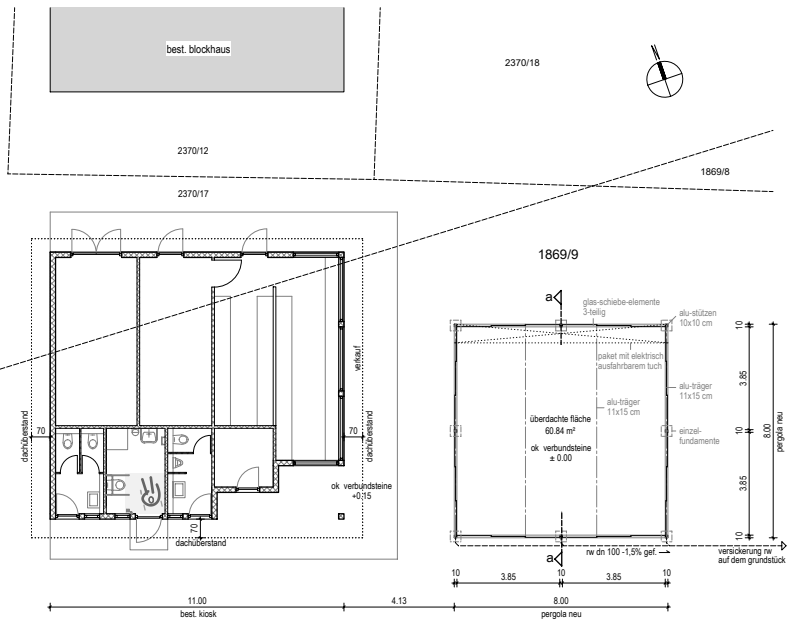 best. blockhaus
2370/18
2370/12
1869/8
2370/17
1869/9
a
glas-schiebe-elemente
3-teilig
alu-stützen
10x10 cm
10
verkauf
paket mit elektrisch
ausfahrbarem tuch
3.85
alu-träger
11x15 cm
alu-träger
11x15 cm
dachüberstand
70
70
dachüberstand
überdachte fläche
60.84 m²
einzel-
fundamente
10
8.00
pergola neu
ok verbundsteine
± 0.00
ok verbundsteine
+0.15
3.85
70
dachüberstand
10
rw dn 100 -1,5% gef.
versickerung rw
auf dem grundstück
a
10
3.85
10
3.85
10
11.00
4.13
8.00
best. kiosk
pergola neu